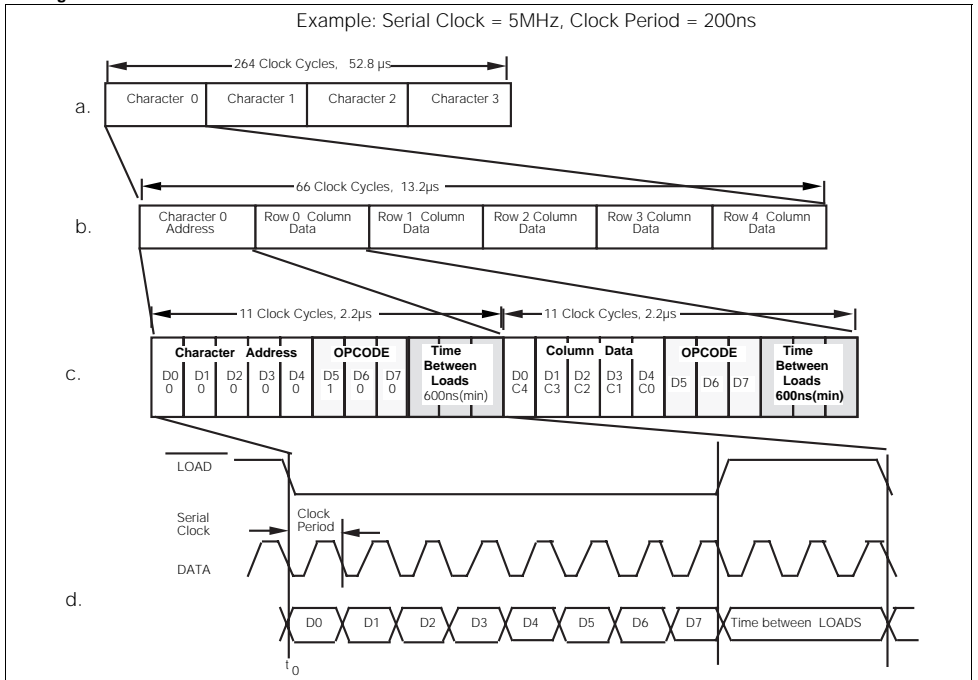 Example: Serial Clock = 5MHz, Clock Period = 200ns
264 Clock Cycles, 52.8 µs
a.
Character 0 Character 1 Character 2 Character 3
66 Clock Cycles, 13.2µs
b.
Character 0 Row 0 Column Row 1 Column Row 2 Column Row 3 Column Row 4 Column
Address Data Data Data Data Data
11 Clock Cycles, 2.2µs 11 Clock Cycles, 2.2µs
c.
Character Address OPCODE Time Between Loads 600ns(min) Column Data OPCODE Time Between Loads 600ns(min)
D0 D1 D2 D3 D4 D5 D6 D7 D0 D1 D2 D3 D4 D5 D6 D7
0 0 0 0 0 1 0 0 C4 C3 C2 C1 C0
LOAD
Serial Clock
Clock Period
DATA
d.
D0 D1 D2 D3 D4 D5 D6 D7 Time between LOADS
t0